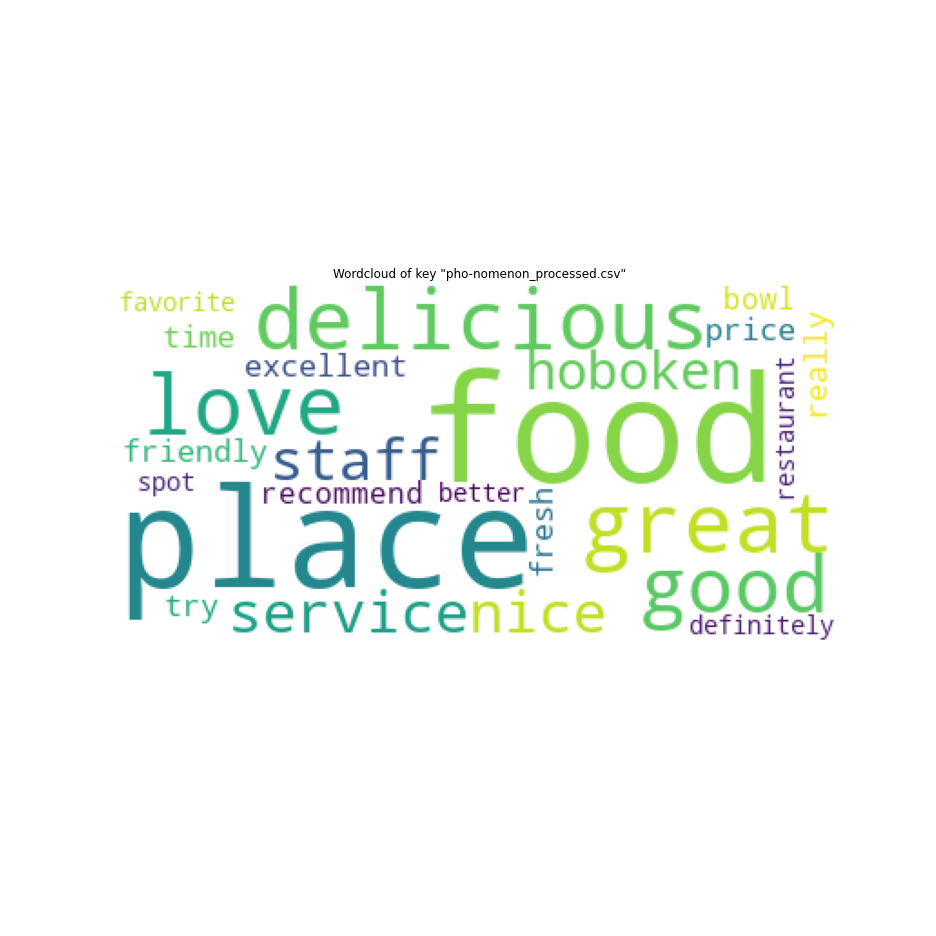 Wordcloud of key "pho-nomenon_processed.csv"
favorite
delicious
bowl
time
price
really
excellent
hoboken
love
food
restaurant
friendly
staff
spot
recommend
better
place
fresh
great
good
try
service
nice
definitely